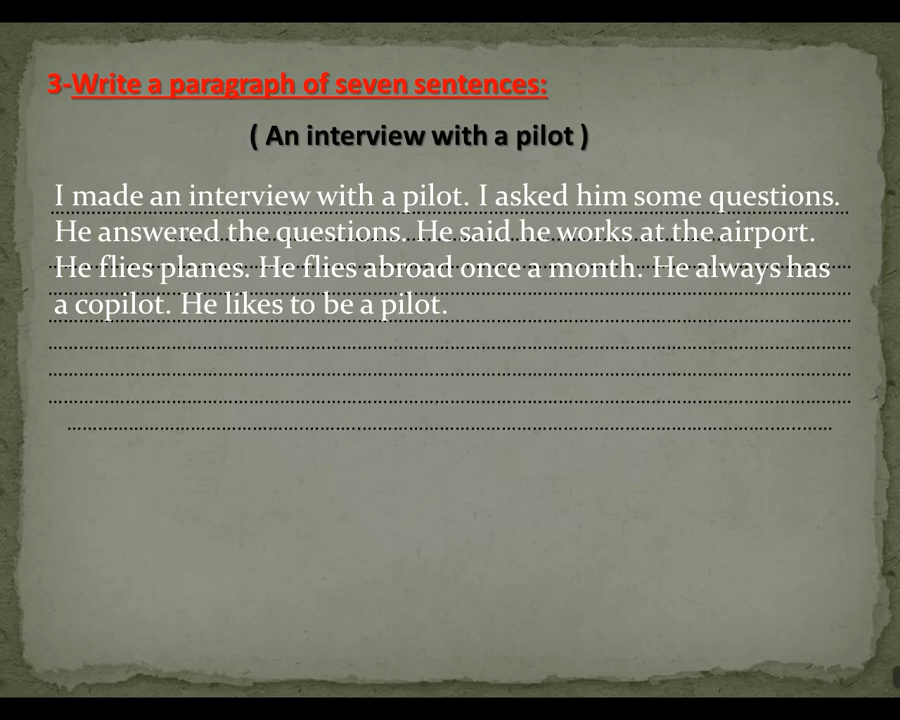 3-Write a paragraph of seven sentences:
( An interview with a pilot )
I made an interview with a pilot. I asked him some questions.
He answered the questions. He said he works at the airport.
He flies planes. He flies abroad once a month. He always has
a copilot. He likes to be a pilot.